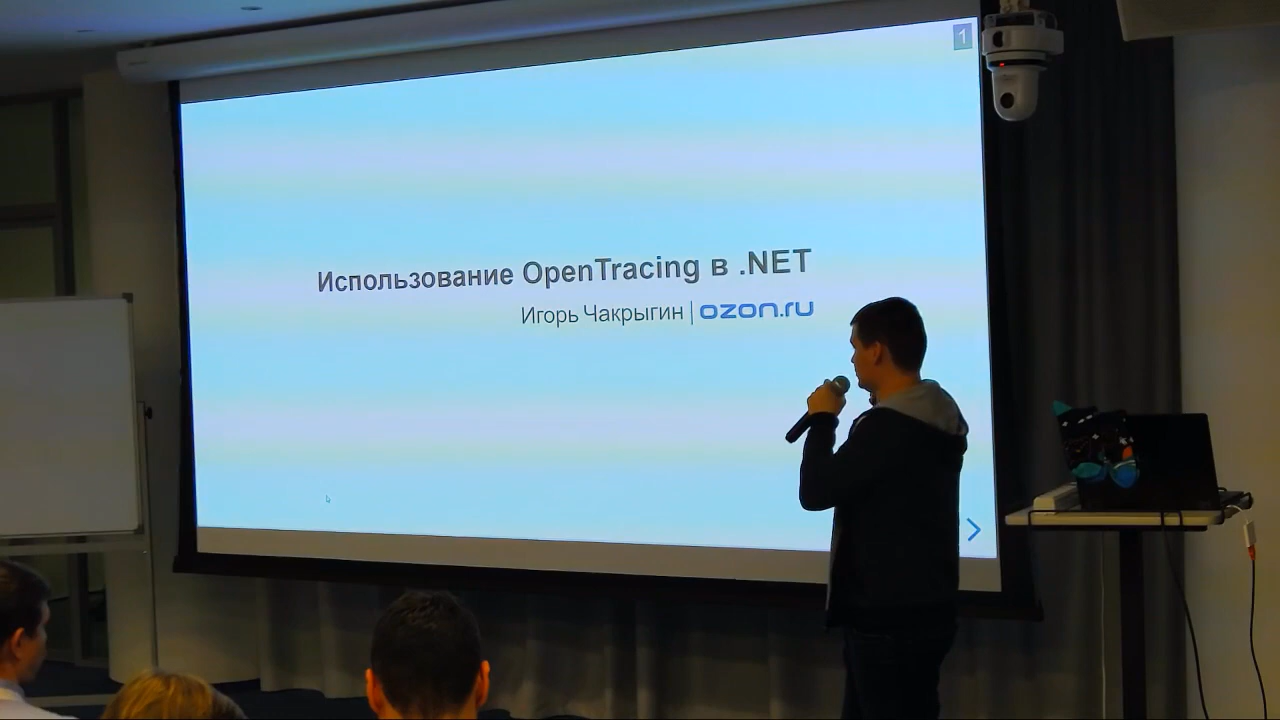 1
Использование OpenTracing в .NET
Игорь Чакрыгин | ozon.ru